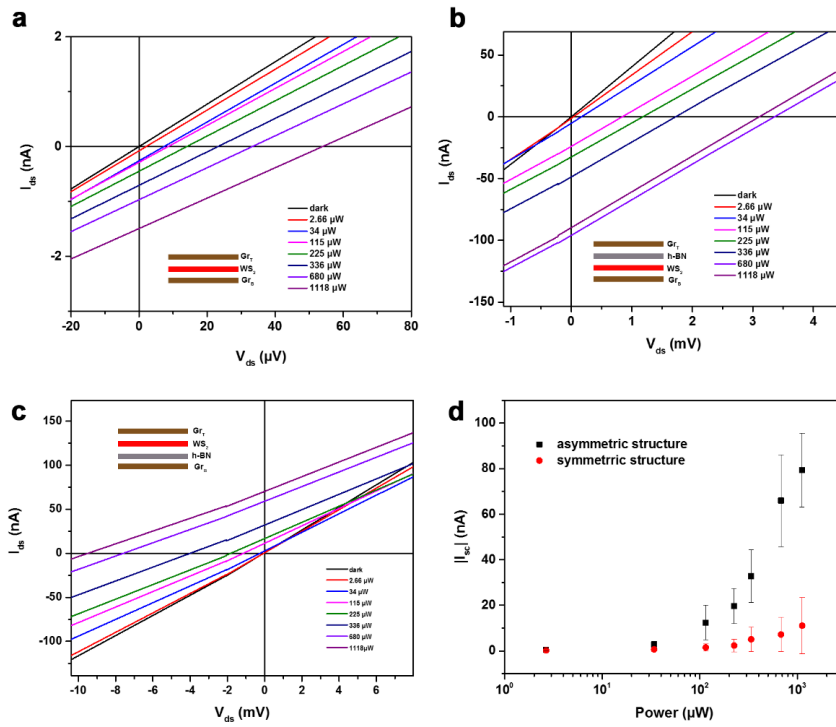 a
I_ds (nA)
2
0
-2
-20
0
20
40
60
80
V_ds (µV)
dark
2.66 µW
34 µW
115 µW
225 µW
336 µW
680 µW
1118 µW
Gr_T
WS_2
Gr_B
b
I_ds (nA)
50
0
-50
-100
-150
-1
0
1
2
3
4
V_ds (mV)
dark
2.66 µW
34 µW
115 µW
225 µW
336 µW
680 µW
1118 µW
Gr_T
h-BN
WS_2
Gr_B
c
I_ds (nA)
150
100
50
0
-50
-100
-10
-8
-6
-4
-2
0
2
4
6
V_ds (mV)
Gr_T
WS_2
h-BN
Gr_B
dark
2.66 µW
34 µW
115 µW
225 µW
336 µW
680 µW
1118µW
d
|I_sc| (nA)
100
80
60
40
20
0
10^0
10^1
10^2
10^3
Power (µW)
asymmetric structure
symmetrric structure